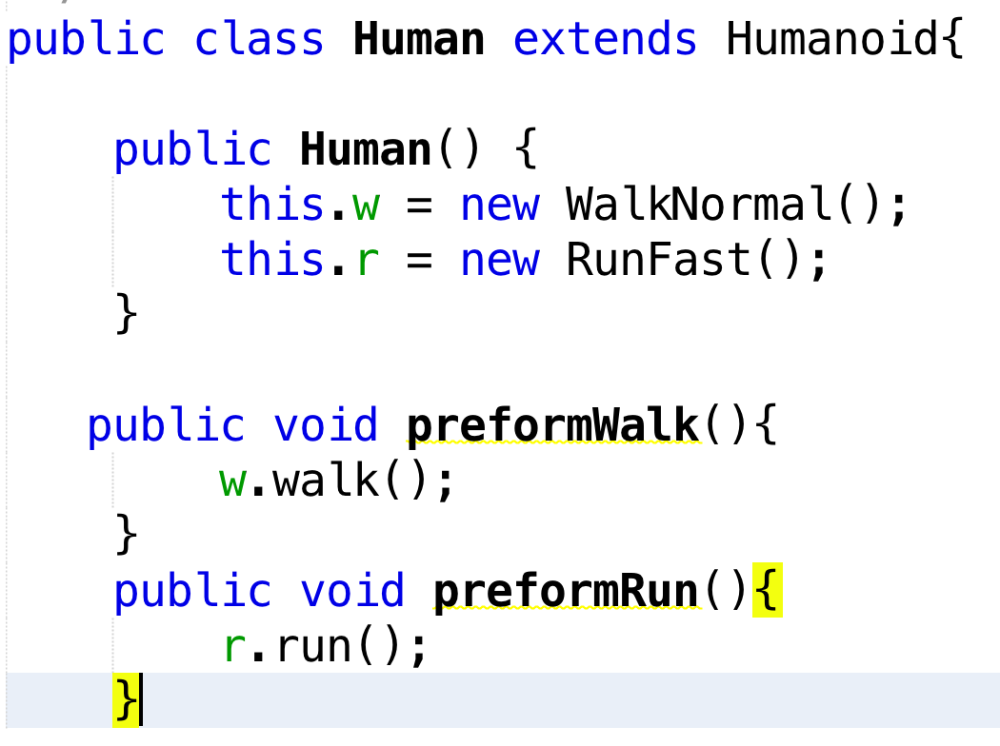 public class Human extends Humanoid{
public Human() {
this.w = new WalkNormal();
this.r = new RunFast();
}
public void preformWalk(){
w.walk();
}
public void preformRun(){
r.run();
}